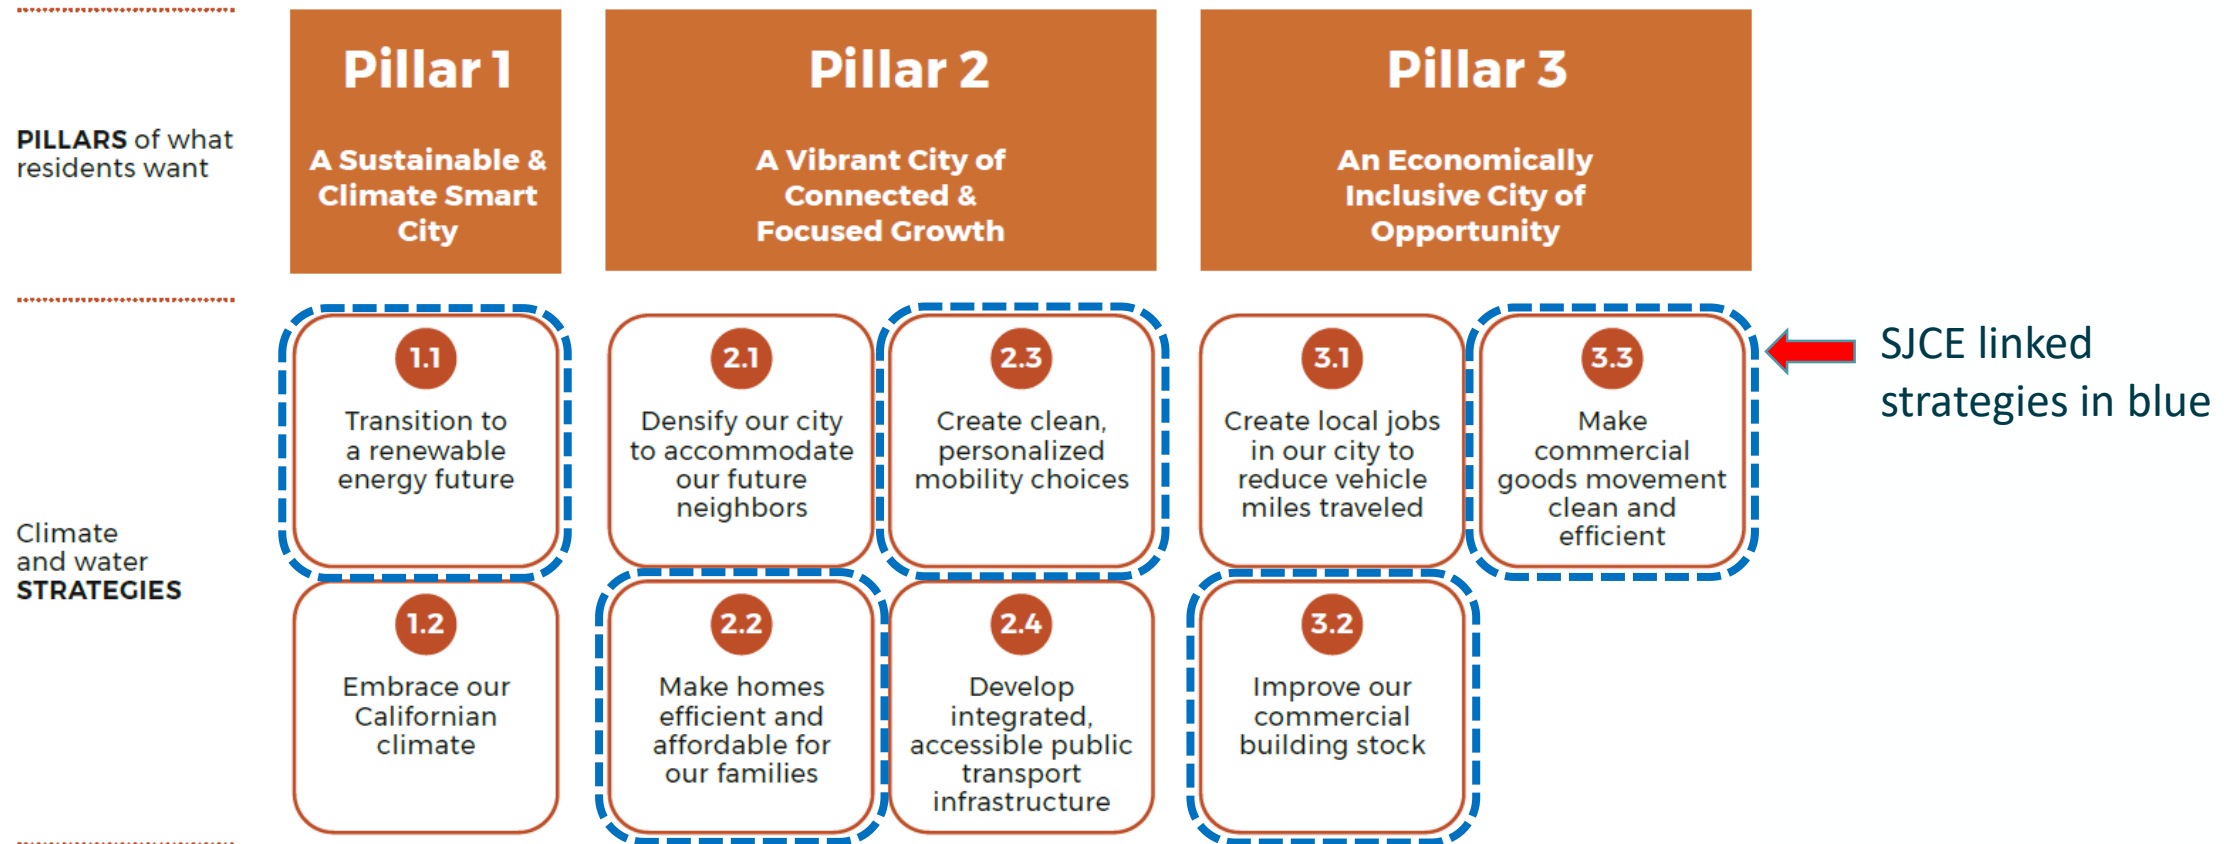 PILLARS of what
residents want
Pillar 1
A Sustainable &
Climate Smart
City
Pillar 2
A Vibrant City of
Connected &
Focused Growth
Pillar 3
An Economically
Inclusive City of
Opportunity
Climate
and water
STRATEGIES
1.1
Transition to
a renewable
energy future
2.1
Densify our city
to accommodate
our future
neighbors
2.3
Create clean,
personalized
mobility choices
3.1
Create local jobs
in our city to
reduce vehicle
miles traveled
3.3
Make
commercial
goods movement
clean and
efficient
SJCE linked
strategies in blue
1.2
Embrace our
Californian
climate
2.2
Make homes
efficient and
affordable for
our families
2.4
Develop
integrated,
accessible public
transport
infrastructure
3.2
Improve our
commercial
building stock